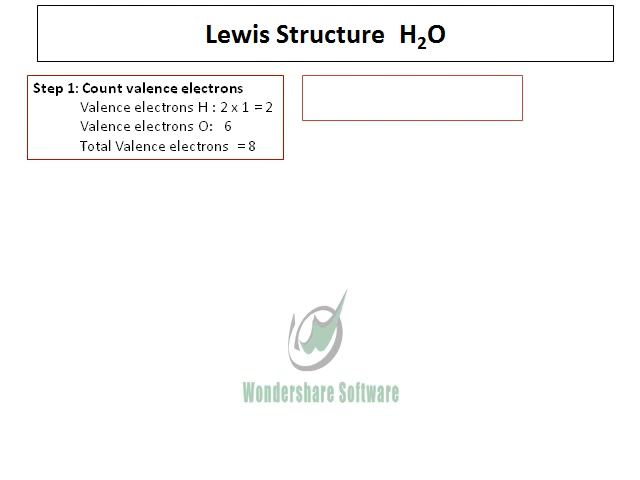 Lewis Structure H₂O
Step 1: Count valence electrons
Valence electrons H : 2 x 1 = 2
Valence electrons O: 6
Total Valence electrons = 8
Wondershare Software